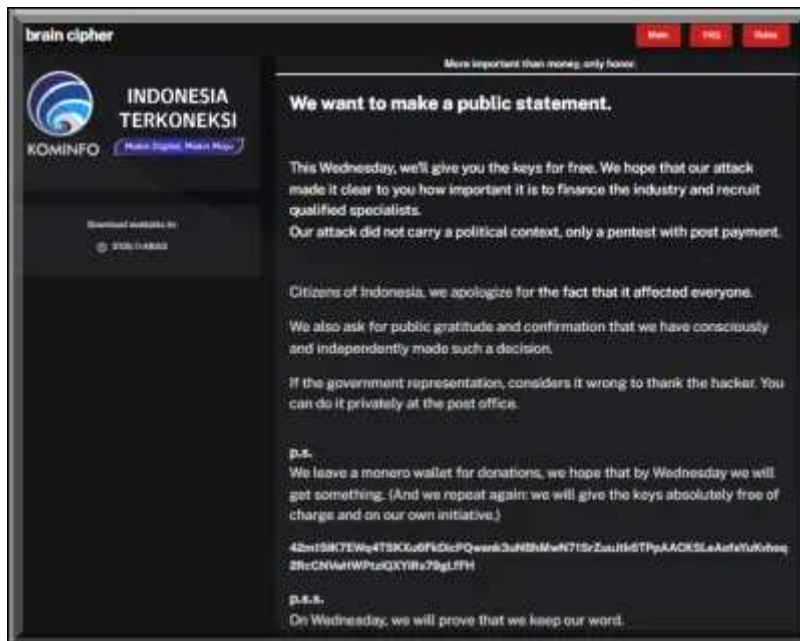 brain cipher
Main
FAQ
Rules
More important than money, only honor.
INDONESIA
TERKONEKSI
KOMINFO
Makin Digital, Makin Maju
We want to make a public statement.
This Wednesday, we'll give you the keys for free. We hope that our attack
made it clear to you how important it is to finance the industry and recruit
qualified specialists.
Our attack did not carry a political context, only a pentest with post payment.
Download available in:
Citizens of Indonesia, we apologize for the fact that it affected everyone.
We also ask for public gratitude and confirmation that we have consciously
and independently made such a decision.
If the government representation, considers it wrong to thank the hacker. You
can do it privately at the post office.
p.s.
We leave a monero wallet for donations, we hope that by Wednesday we will
get something. (And we repeat again: we will give the keys absolutely free of
charge and on our own initiative.)
p.s.s.
On Wednesday, we will prove that we keep our word.